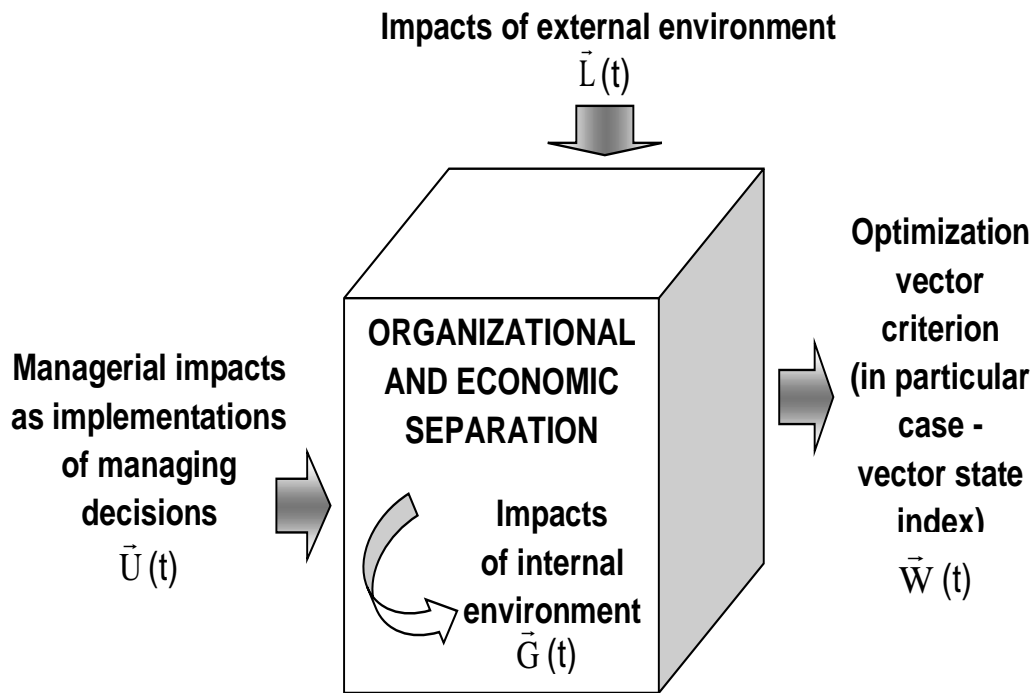 Impacts of external environment
L⃗ (t)
ORGANIZATIONAL
AND ECONOMIC
SEPARATION
Impacts
of internal
environment
G⃗ (t)
Managerial impacts
as implementations
of managing
decisions
U⃗ (t)
Optimization
vector
criterion
(in particular
case -
vector state
index)
W⃗ (t)